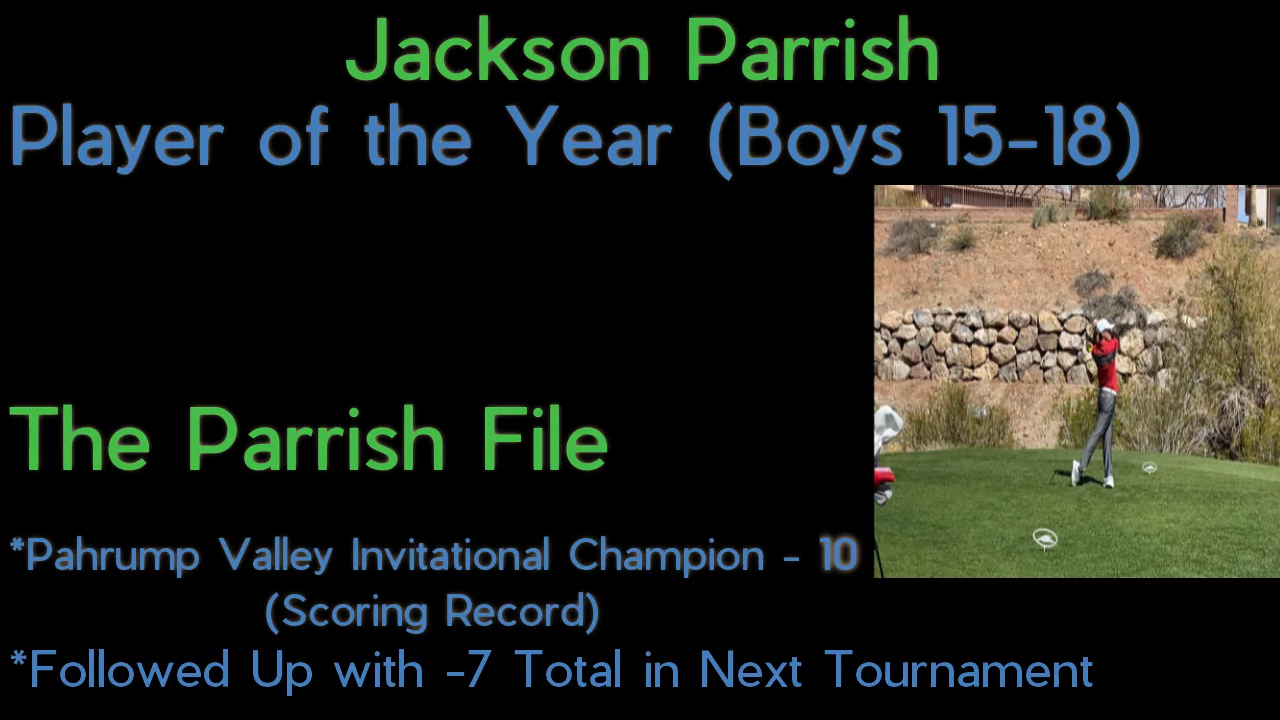 Jackson Parrish
Player of the Year (Boys 15-18)
The Parrish File
*Pahrump Valley Invitational Champion - 10
(Scoring Record)
*Followed Up with -7 Total in Next Tournament